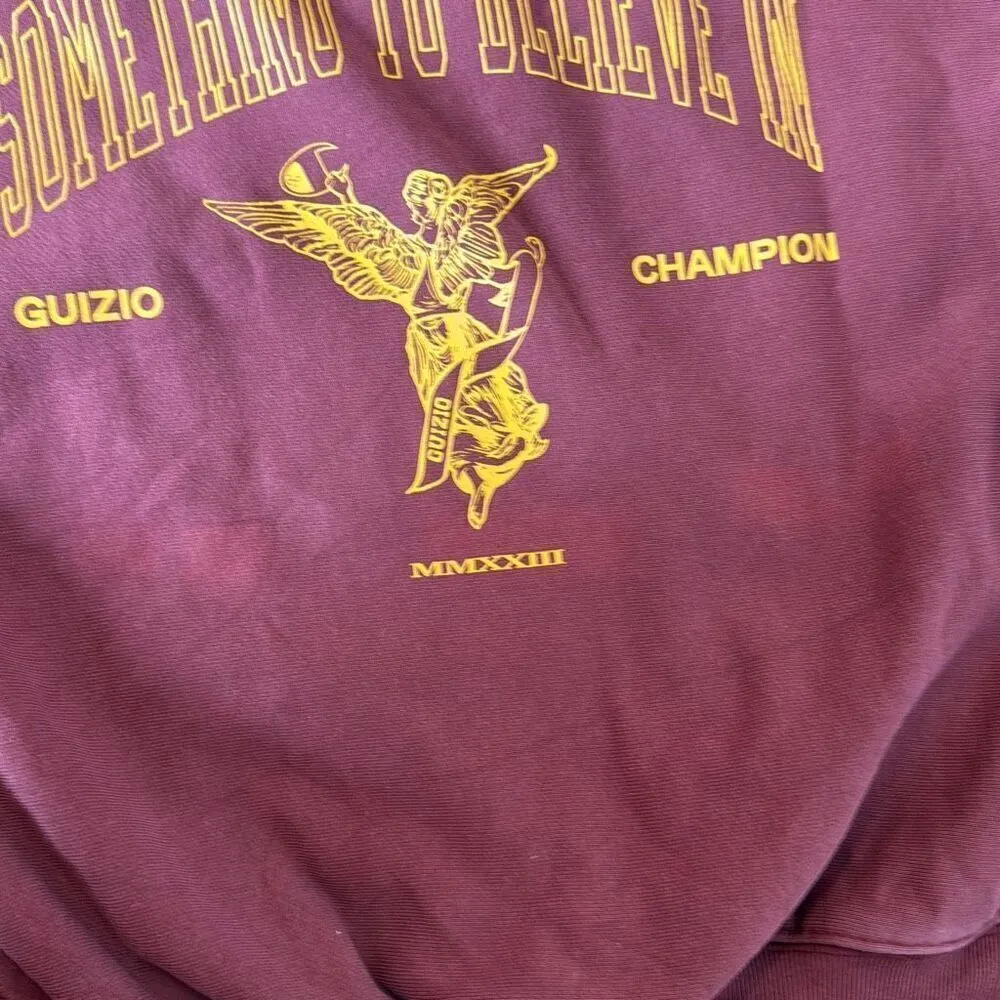 SOMETHING TO BELIEVE IN
GUIZIO
CHAMPION
GUIZIO
MMXXIII